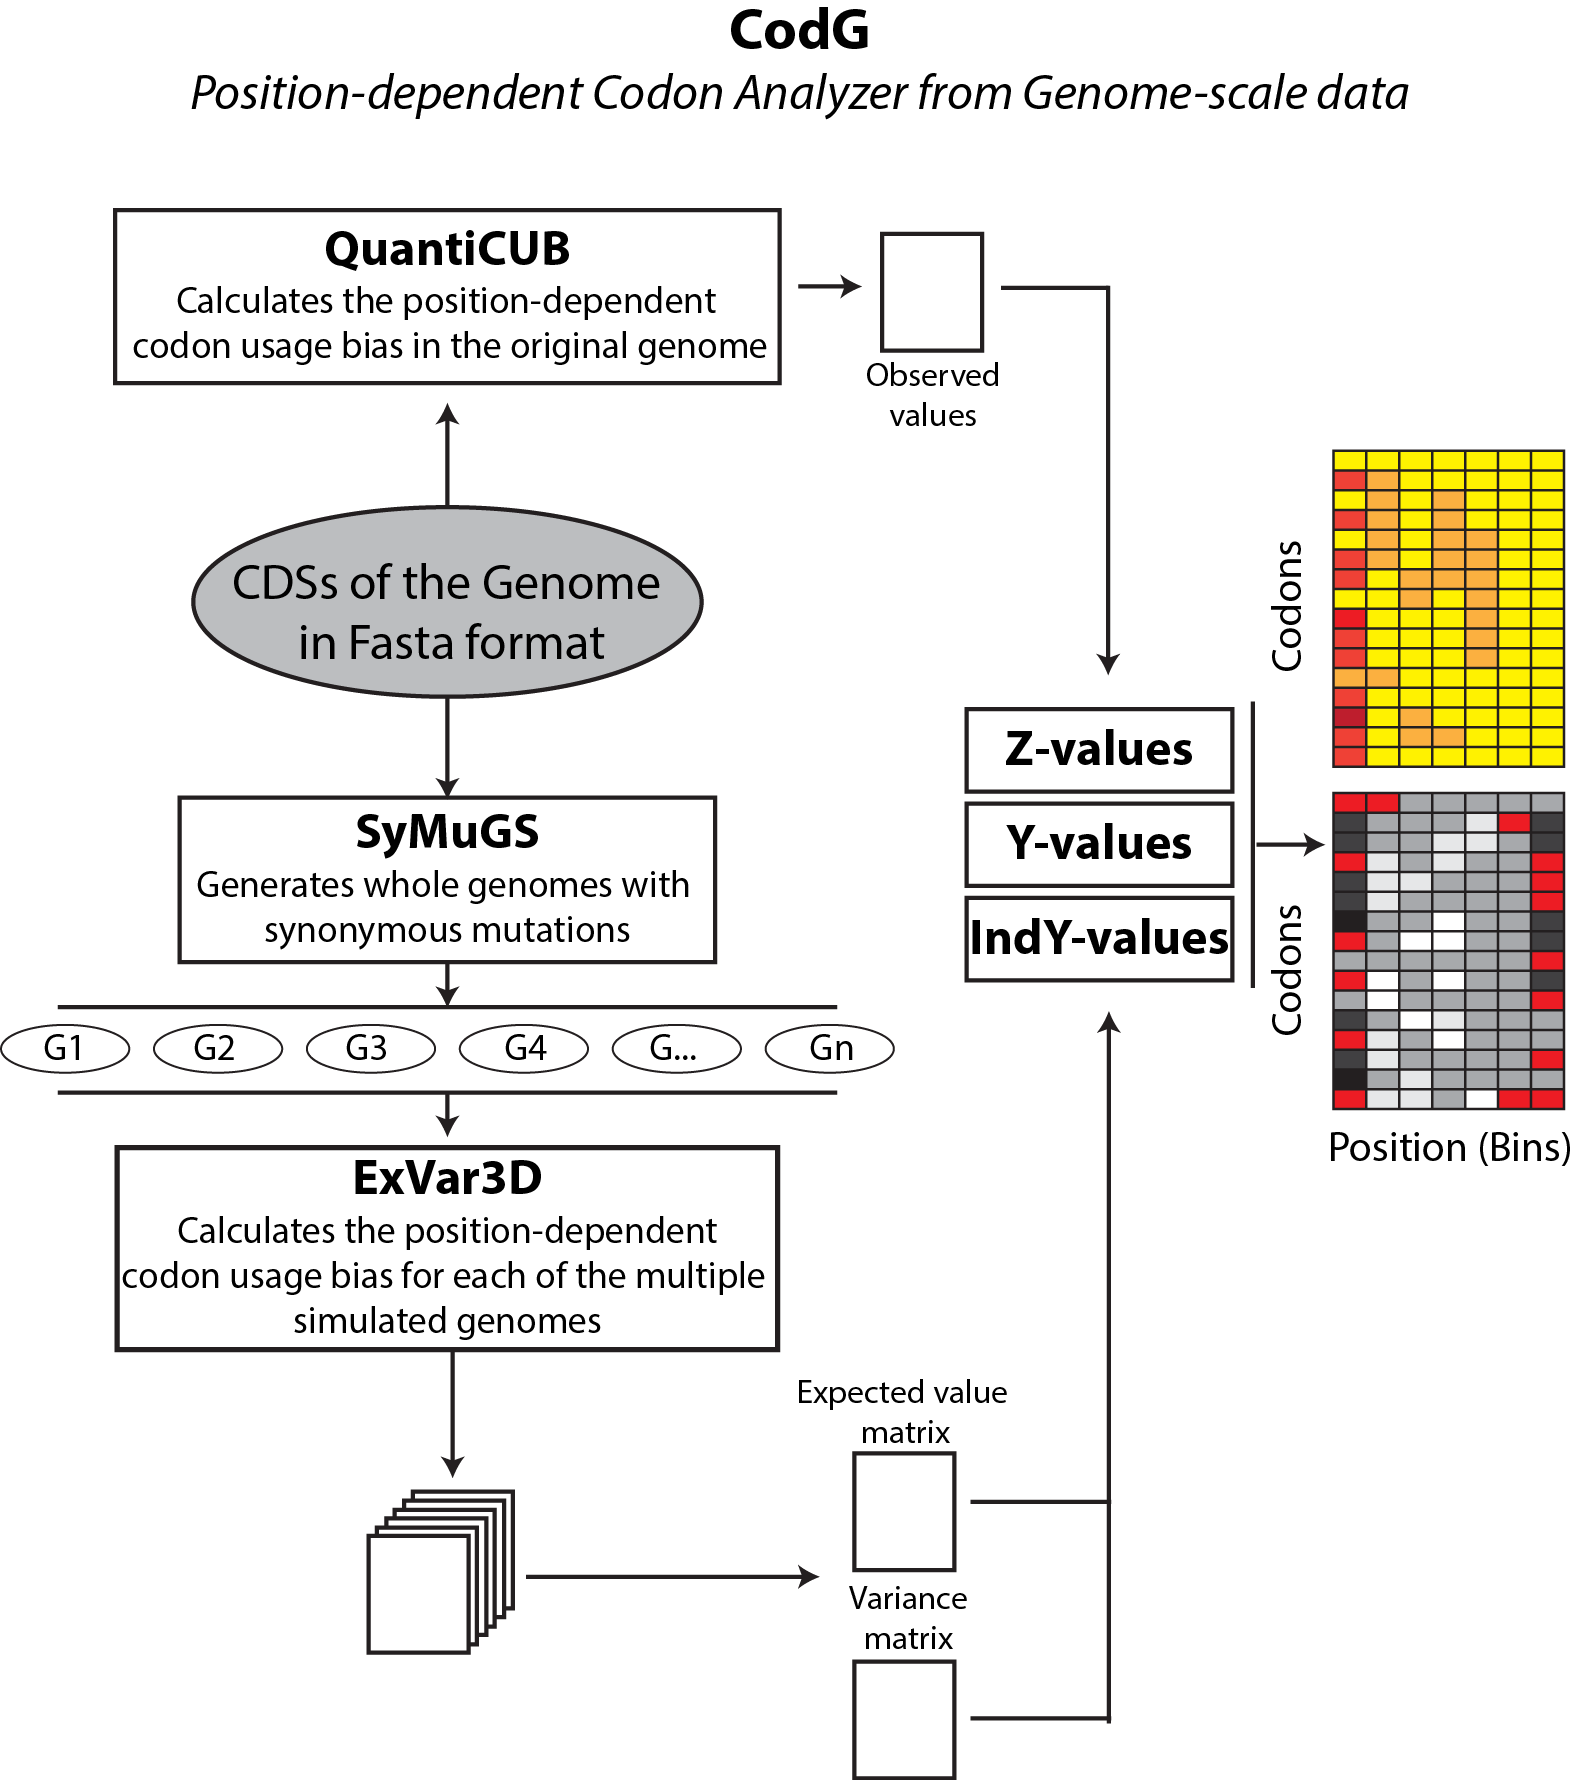 CodG
Position-dependent Codon Analyzer from Genome-scale data
QuantiCUB
Calculates the position-dependent
codon usage bias in the original genome
Observed
values
CDSs of the Genome
in Fasta format
SyMuGS
Generates whole genomes with
synonymous mutations
G1
G2
G3
G4
G...
Gn
ExVar3D
Calculates the position-dependent
codon usage bias for each of the multiple
simulated genomes
Expected value
matrix
Variance
matrix
Z-values
Y-values
IndY-values
Codons
Codons
Position (Bins)